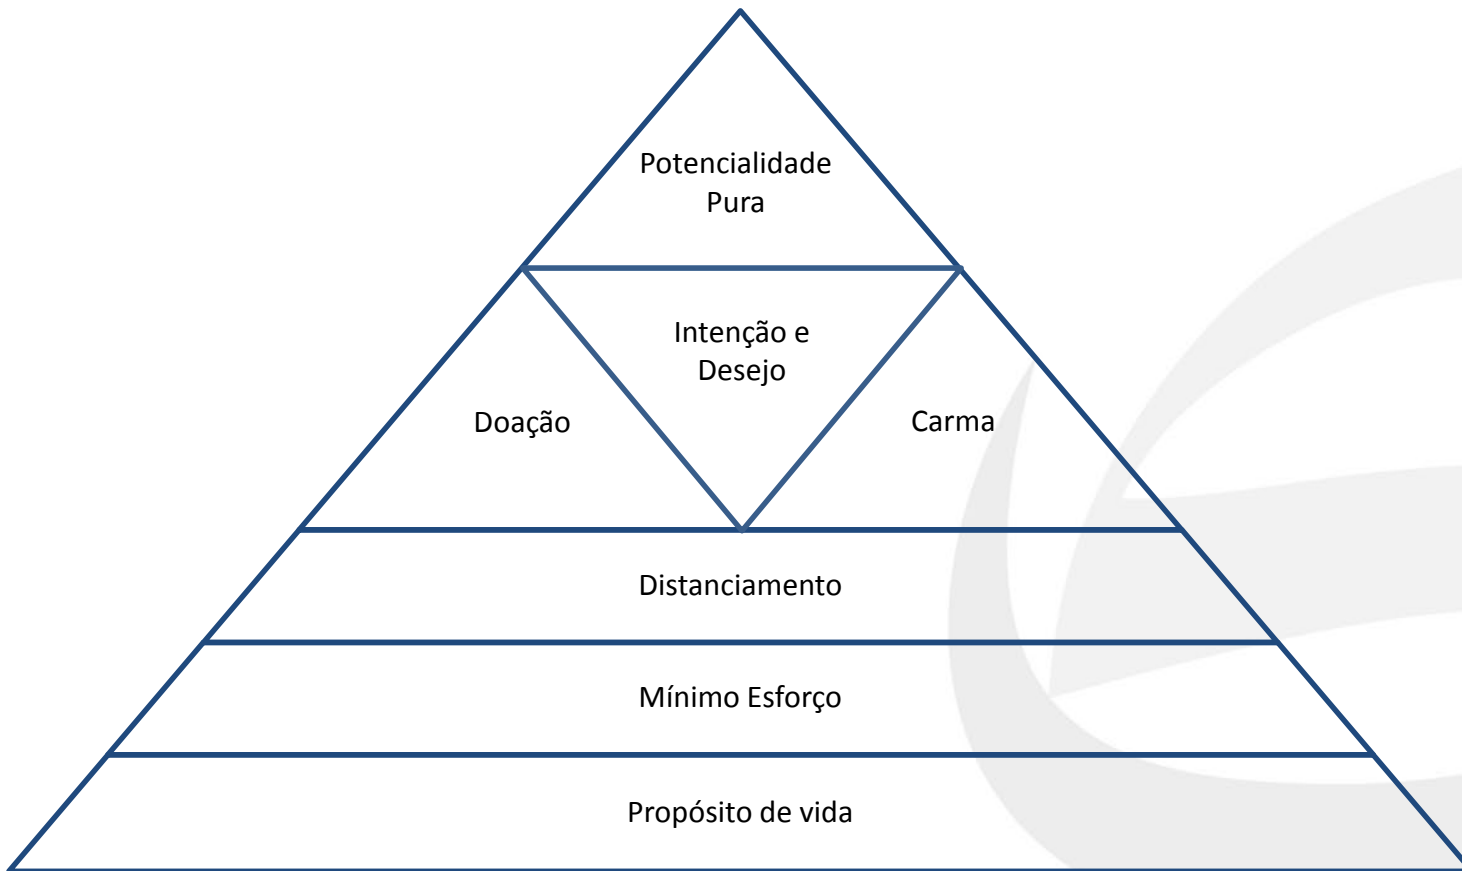 Potencialidade
Pura
Intenção e
Desejo
Doação
Carma
Distanciamento
Mínimo Esforço
Propósito de vida